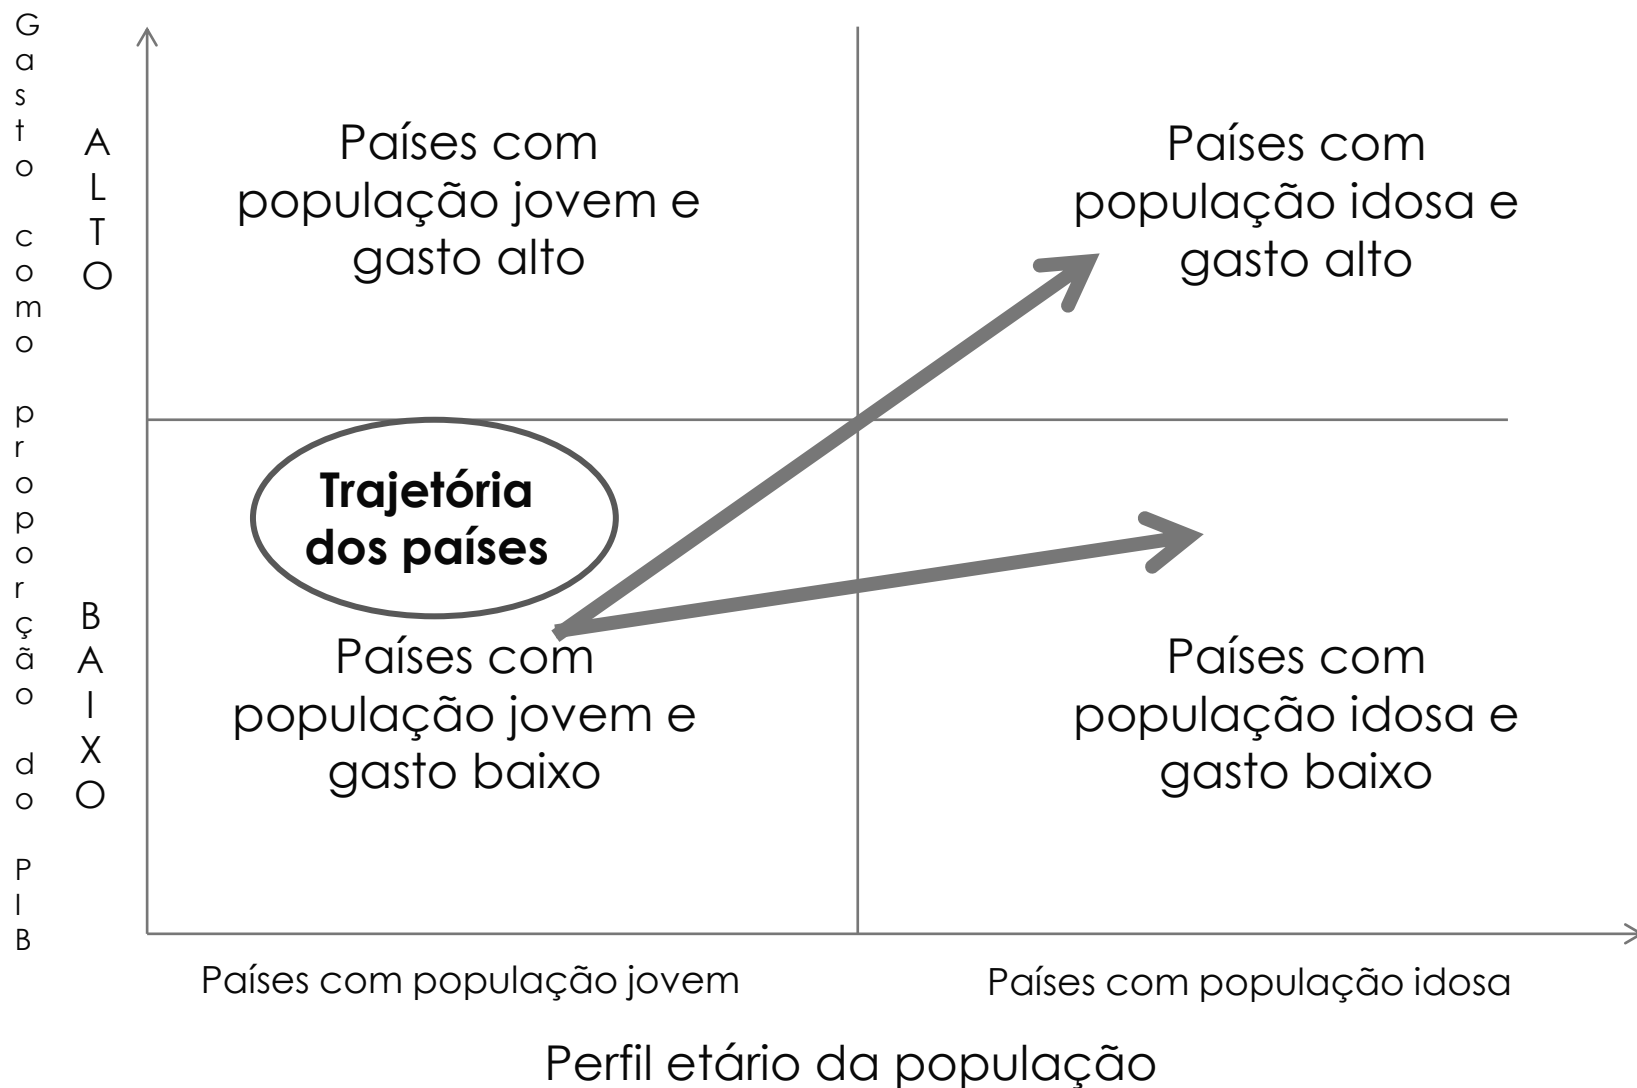 Gasto como proporção do PIB
ALTO
BAIXO
Países com
população jovem e
gasto alto
Países com
população idosa e
gasto alto
Trajetória
dos países
Países com
população jovem e
gasto baixo
Países com
população idosa e
gasto baixo
Países com população jovem
Países com população idosa
Perfil etário da população